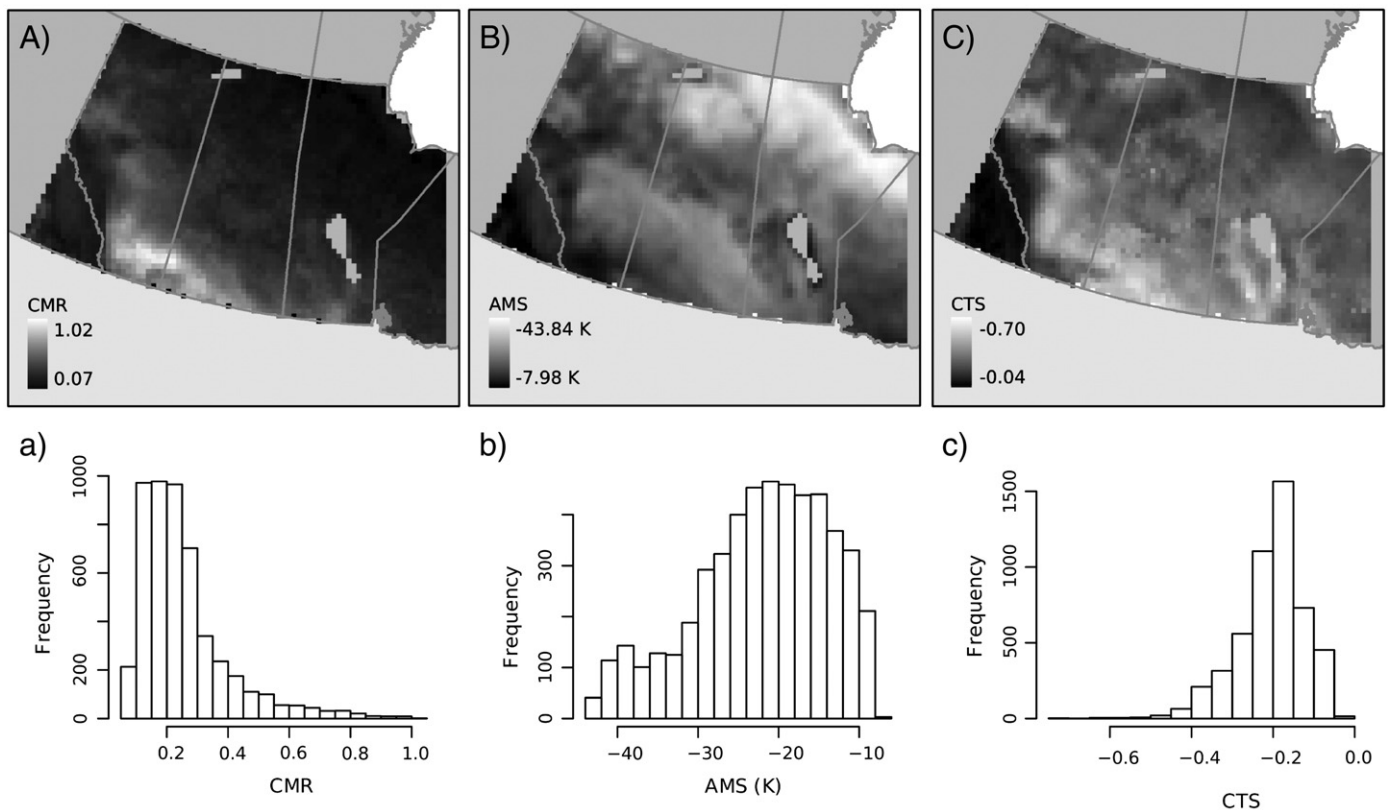 A) B) C)
CMR
1.02
0.07
AMS
-43.84 K
-7.98 K
CTS
-0.70
-0.04
a) b) c)
Frequency
0 200 600 1000
0.2 0.4 0.6 0.8 1.0
CMR
Frequency
0 100 300
−40 −30 −20 −10
AMS (K)
Frequency
0 500 1000 1500
−0.6 −0.4 −0.2 0.0
CTS